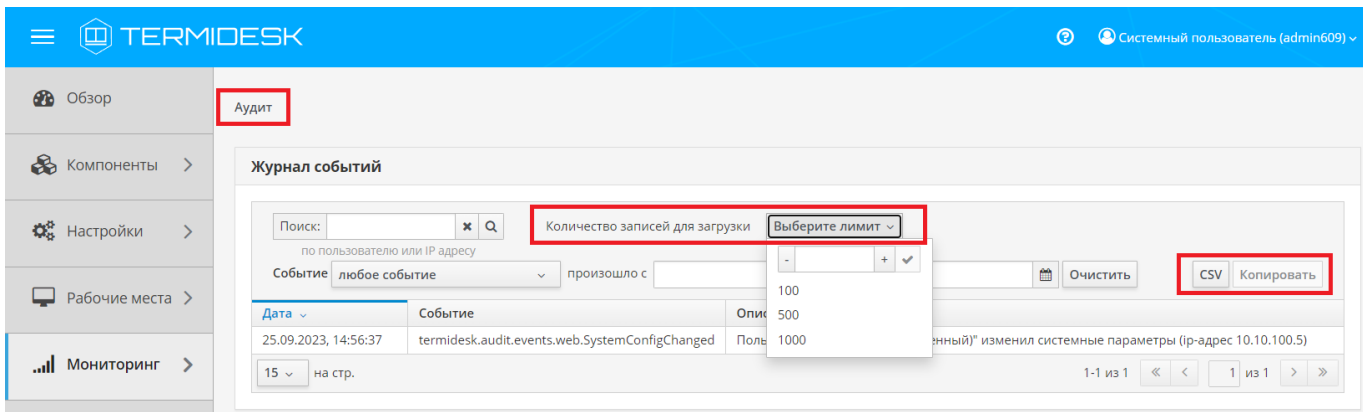 TERMIDESK
Системный пользователь (admin609)
Обзор
Компоненты
Настройки
Рабочие места
Мониторинг
Аудит
Журнал событий
Поиск:
Количество записей для загрузки
Выберите лимит
по пользователю или IP адресу
- +
100
500
1000
Событие любое событие произошло с Очистить CSV Копировать
Дата Событие
25.09.2023, 14:56:37 termidesk.audit.events.web.SystemConfigChanged изменил системные параметры (ip-адрес 10.10.100.5)
15 на стр. 1-1 из 1 « < 1 из 1 > »